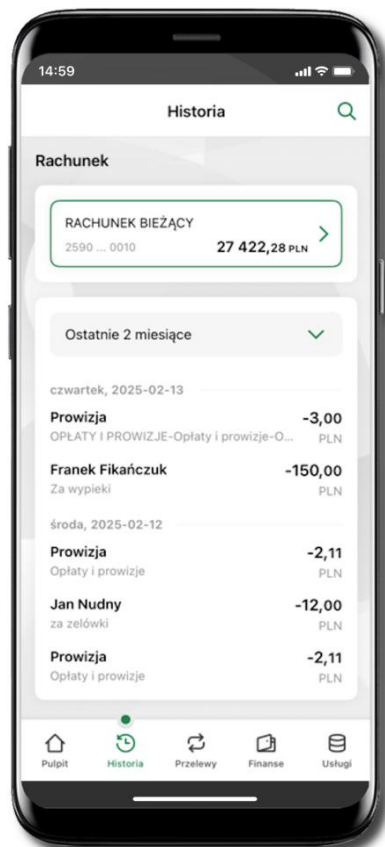 14:59
Historia
Rachunek
RACHUNEK BIEŻĄCY
2590 ... 0010 27 422,28 PLN
Ostatnie 2 miesiące
czwartek, 2025-02-13
Prowizja -3,00
OPŁATY I PROWIZJE-Opłaty i prowizje-O... PLN
Franek Fikańczuk -150,00
Za wypieki PLN
środa, 2025-02-12
Prowizja -2,11
Opłaty i prowizje PLN
Jan Nudny -12,00
za zelówki PLN
Prowizja -2,11
Opłaty i prowizje PLN
Pulpit Historia Przelewy Finanse Usługi